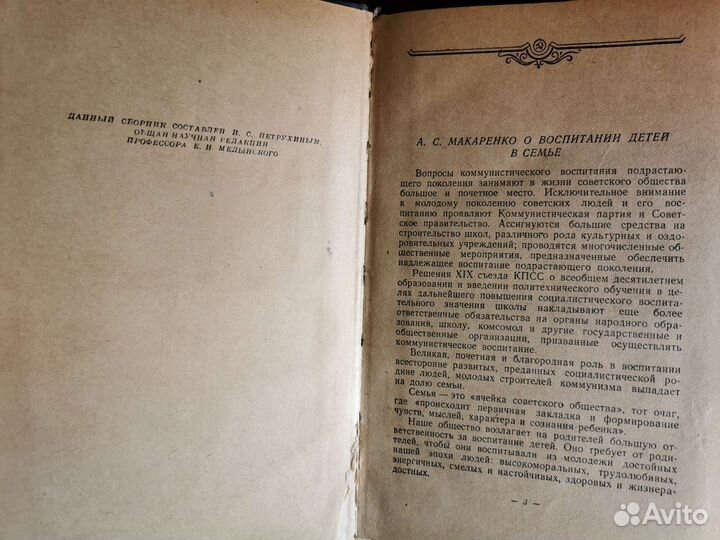 ДАННЫЙ СБОРНИК СОСТАВЛЕН И. С. ПЕТРУХИНЫМ,
ОБЩАЯ НАУЧНАЯ РЕДАКЦИЯ
ПРОФЕССОРА Е. Н. МЕДЫНСКОГО
А. С. МАКАРЕНКО О ВОСПИТАНИИ ДЕТЕЙ
В СЕМЬЕ
Вопросы коммунистического воспитания подрастаю-
щего поколения занимают в жизни советского общества
большое и почетное место. Исключительное внимание
к молодому поколению советских людей и его вос-
питанию проявляют Коммунистическая партия и Совет-
ское правительство. Ассигнуются большие средства на
строительство школ, различного рода культурных и оздо-
ровительных учреждений; проводятся многочисленные об-
щественные мероприятия, предназначенные обеспечить
надлежащее воспитание подрастающего поколения.
Решения XIX съезда КПСС о всеобщем десятилетнем
образовании и введении политехнического обучения в це-
лях дальнейшего повышения социалистического воспита-
тельного значения школы накладывают еще более
ответственные обязательства на органы народного обра-
зования, школу, комсомол и другие государственные и
общественные организации, призванные осуществлять
коммунистическое воспитание.
Великая, почетная и благородная роль в воспитании
всесторонне развитых, преданных социалистической ро-
дине людей, молодых строителей коммунизма выпадает
на долю семьи.
Семья — это «ячейка советского общества», тот очаг,
где «происходит первичная закладка и формирование
чувств, мыслей, характера и сознания ребенка».
Наше общество возлагает на родителей большую от-
ветственность за воспитание детей. Оно требует от роди-
телей, чтобы они воспитывали из молодежи достойных
нашей эпохи людей: высокоморальных, трудолюбивых,
энергичных, смелых и настойчивых, здоровых и жизнера-
достных.
— 3 —
Avito